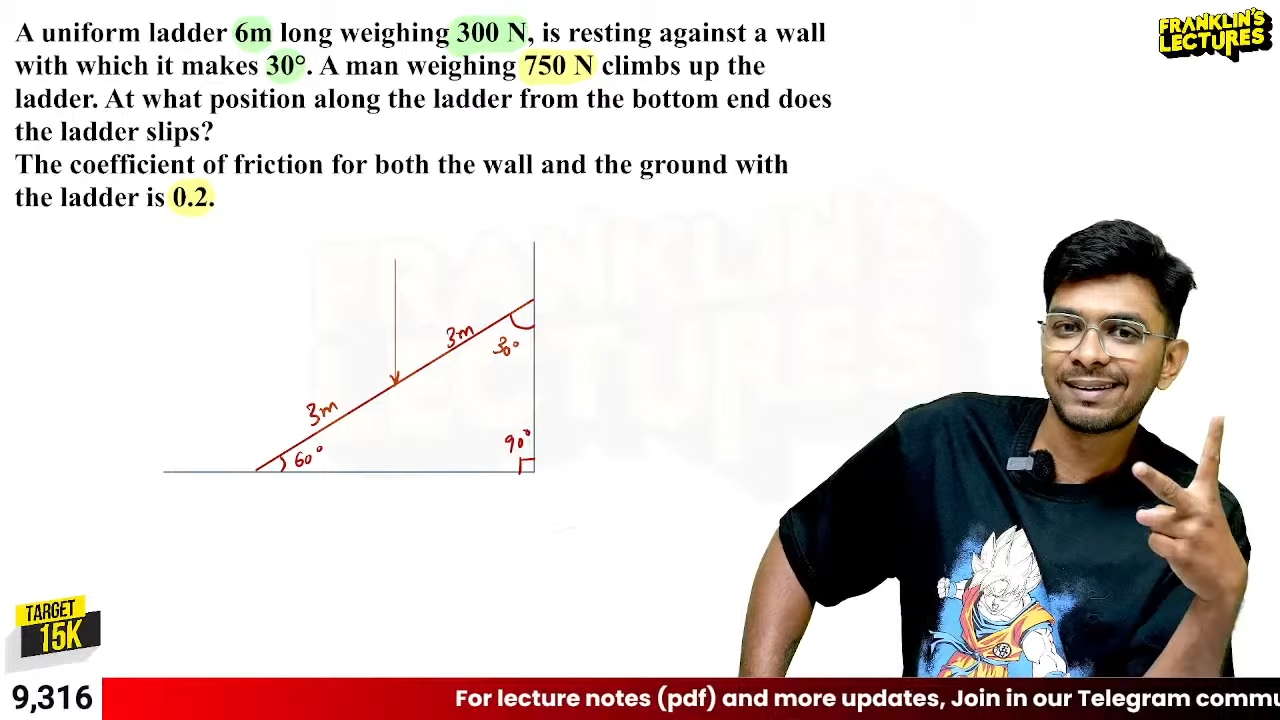 A uniform ladder 6m long weighing 300 N, is resting against a wall
with which it makes 30°. A man weighing 750 N climbs up the
ladder. At what position along the ladder from the bottom end does
the ladder slips?
The coefficient of friction for both the wall and the ground with
the ladder is 0.2.
FRANKLIN'S
LECTURES
FRANKLIN'S
LECTURES
3m
30°
3m
90°
60°
TARGET
15K
9,316
For lecture notes (pdf) and more updates, Join in our Telegram commu